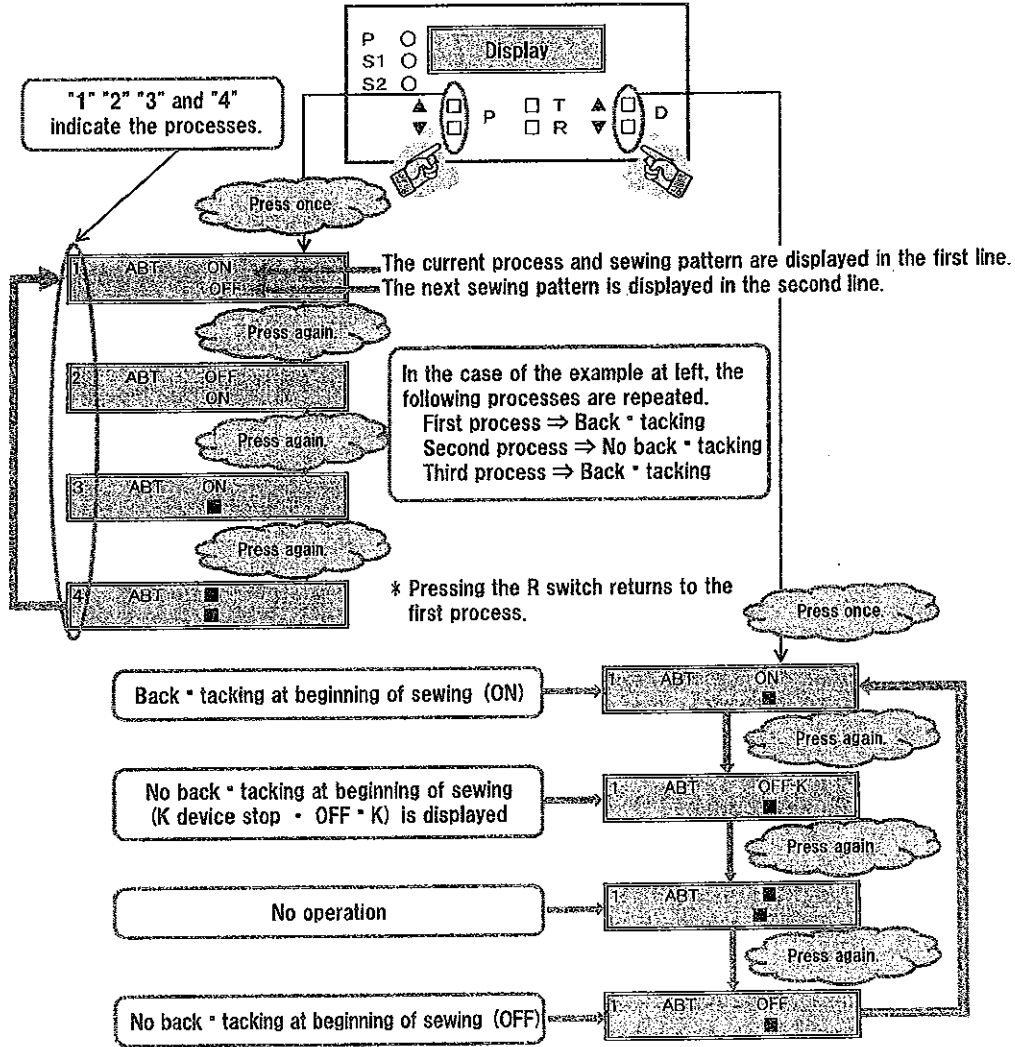 P
S1
S2
Display
▲ P
▼
T
R
▲ D
▼
"1" "2" "3" and "4"
indicate the processes.
Press once.
1: ABT ON
OFF
The current process and sewing pattern are displayed in the first line.
The next sewing pattern is displayed in the second line.
Press again.
2: ABT OFF
ON
In the case of the example at left, the
following processes are repeated.
First process ⇒ Back - tacking
Second process ⇒ No back - tacking
Third process ⇒ Back - tacking
Press again.
3: ABT ON
■
Press again.
4: ABT ■
■
* Pressing the R switch returns to the
first process.
Press once.
Back - tacking at beginning of sewing (ON)
1: ABT ON
■
Press again.
No back - tacking at beginning of sewing
(K device stop - OFF - K) is displayed
1: ABT OFF-K
■
Press again.
No operation
1: ABT ■
■
Press again.
No back - tacking at beginning of sewing (OFF)
1: ABT OFF
■